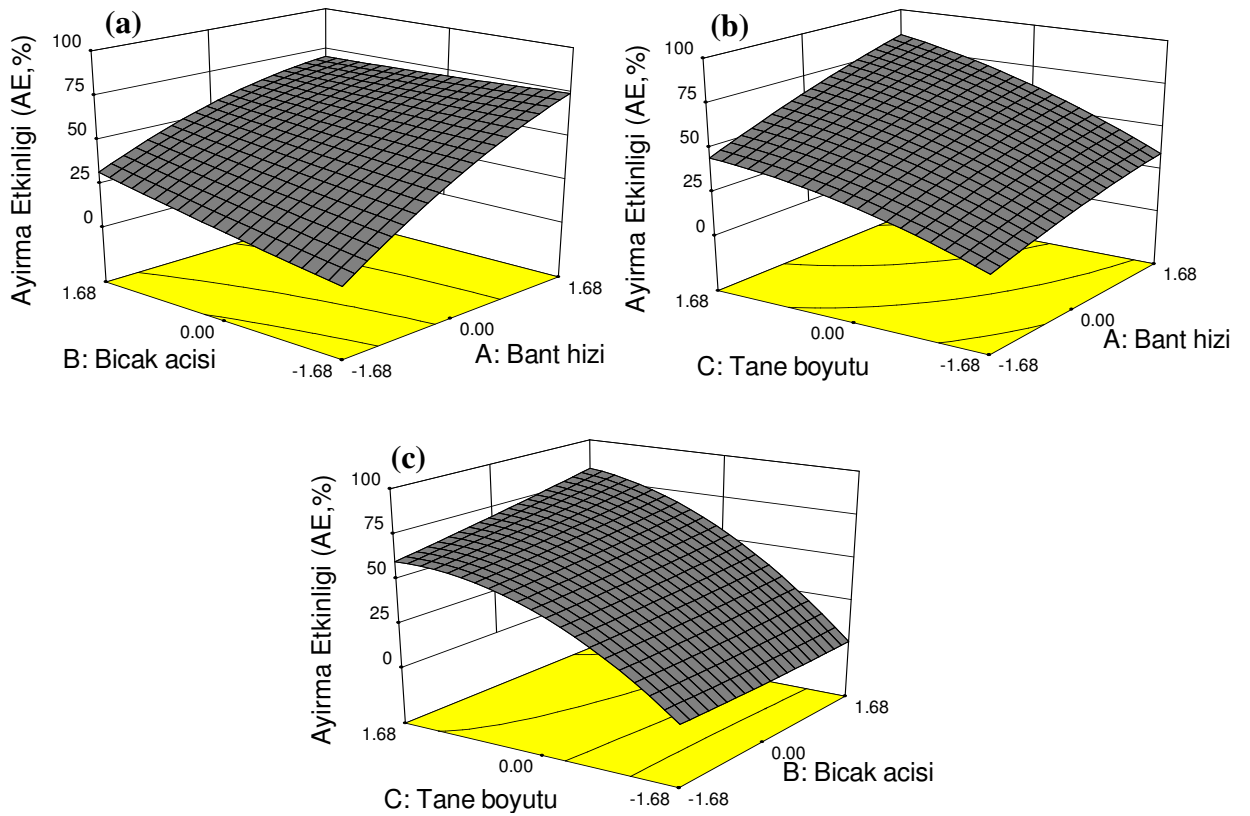 (a)
Ayirma Etkinligi (AE,%)
100
75
50
25
0
1.68
0.00
-1.68
B: Bicak acisi
-1.68
0.00
1.68
A: Bant hizi
(b)
Ayirma Etkinligi (AE,%)
100
75
50
25
0
1.68
0.00
-1.68
C: Tane boyutu
-1.68
0.00
1.68
A: Bant hizi
(c)
Ayirma Etkinligi (AE,%)
100
75
50
25
0
1.68
0.00
-1.68
C: Tane boyutu
-1.68
0.00
1.68
B: Bicak acisi